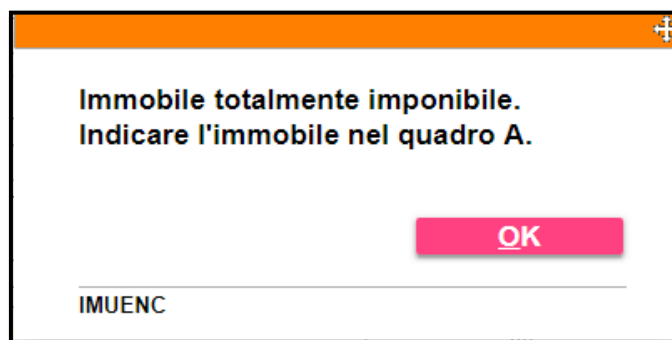 Immobile totalmente imponibile.
Indicare l'immobile nel quadro A.
OK
IMUENC